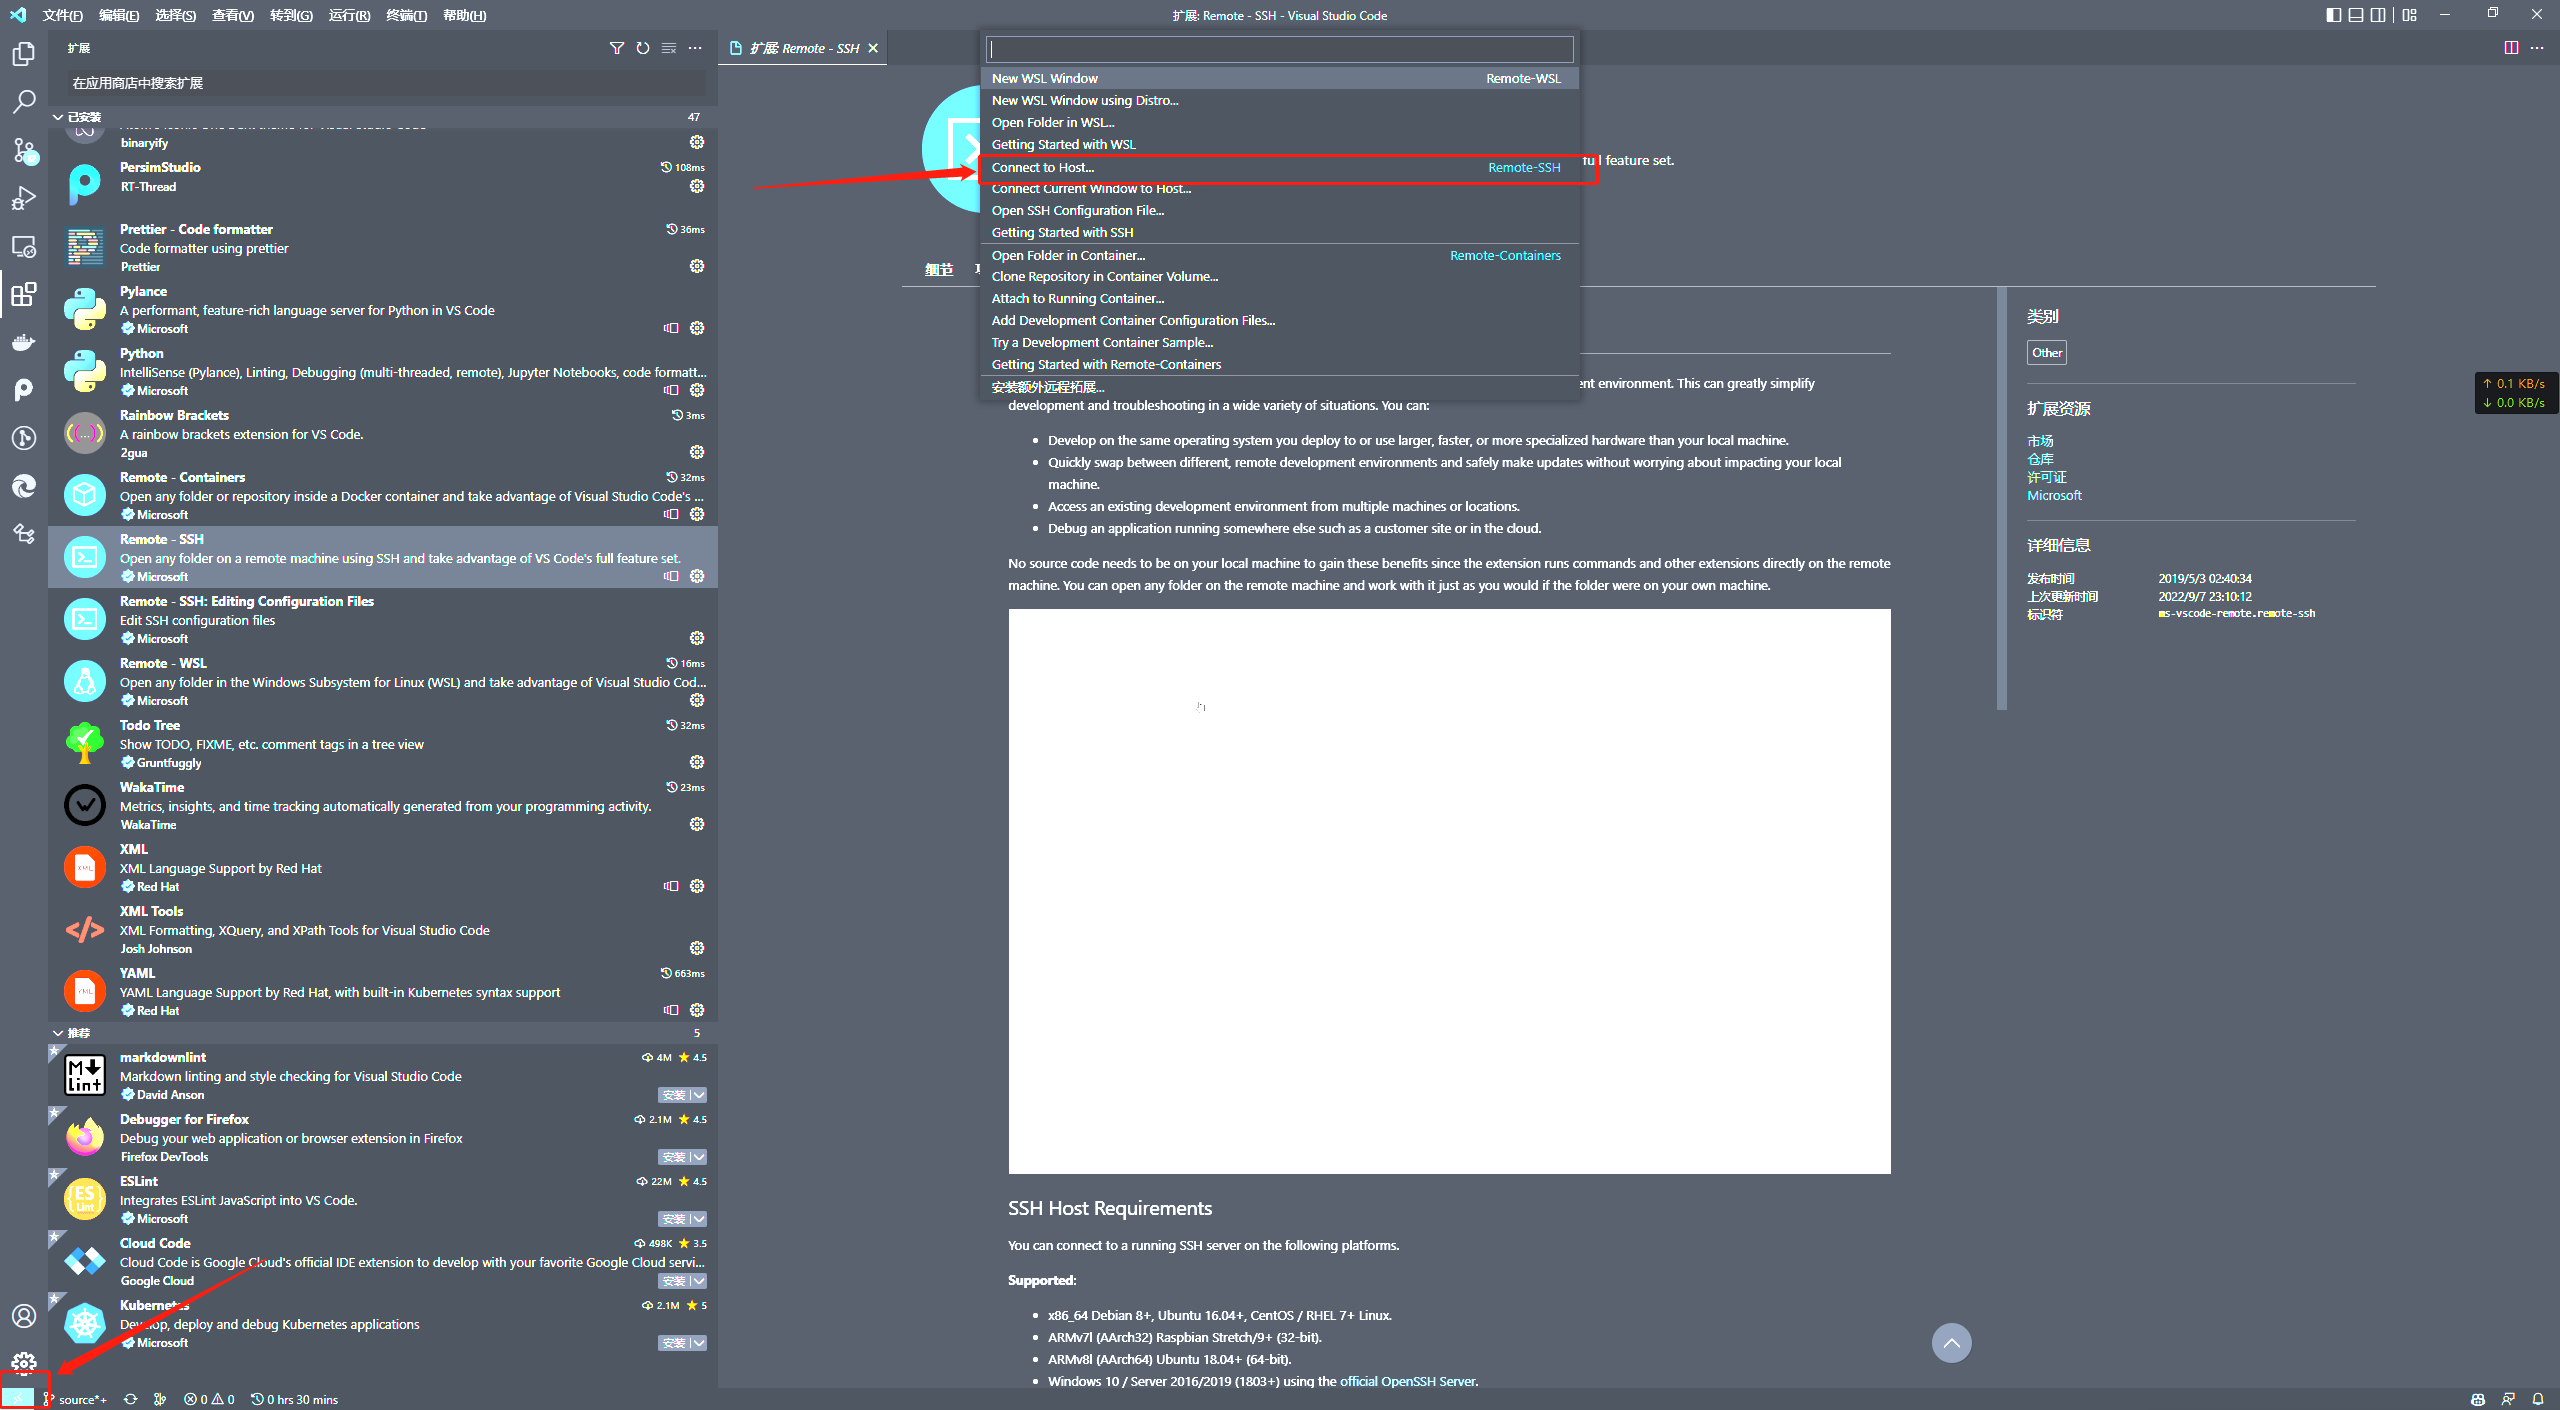 文件(F) 编辑(E) 选择(S) 查看(V) 转到(G) 运行(R) 终端(T) 帮助(H)
扩展: Remote - SSH - Visual Studio Code
扩展
在应用商店中搜索扩展
已安装 47
binaryify
PersimStudio 108ms
RT-Thread
Prettier - Code formatter 36ms
Code formatter using prettier
Prettier
Pylance
A performant, feature-rich language server for Python in VS Code
Microsoft
Python
IntelliSense (Pylance), Linting, Debugging (multi-threaded, remote), Jupyter Notebooks, code formatt...
Microsoft
Rainbow Brackets 3ms
A rainbow brackets extension for VS Code.
2gua
Remote - Containers 32ms
Open any folder or repository inside a Docker container and take advantage of Visual Studio Code's ...
Microsoft
Remote - SSH
Open any folder on a remote machine using SSH and take advantage of VS Code's full feature set.
Microsoft
Remote - SSH: Editing Configuration Files
Edit SSH configuration files
Microsoft
Remote - WSL 16ms
Open any folder in the Windows Subsystem for Linux (WSL) and take advantage of Visual Studio Cod...
Microsoft
Todo Tree 32ms
Show TODO, FIXME, etc. comment tags in a tree view
Gruntfuggly
WakaTime 23ms
Metrics, insights, and time tracking automatically generated from your programming activity.
WakaTime
XML
XML Language Support by Red Hat
Red Hat
XML Tools
XML Formatting, XQuery, and XPath Tools for Visual Studio Code
Josh Johnson
YAML 663ms
YAML Language Support by Red Hat, with built-in Kubernetes syntax support
Red Hat
推荐 5
markdownlint 4M 4.5
Markdown linting and style checking for Visual Studio Code
David Anson 安装
Debugger for Firefox 2.1M 4.5
Debug your web application or browser extension in Firefox
Firefox DevTools 安装
ESLint 22M 4.5
Integrates ESLint JavaScript into VS Code.
Microsoft 安装
Cloud Code 498K 3.5
Cloud Code is Google Cloud's official IDE extension to develop with your favorite Google Cloud servi...
Google Cloud 安装
Kubernetes 2.1M 5
Develop, deploy and debug Kubernetes applications
Microsoft 安装
source*+ 0 0 0 hrs 30 mins
扩展: Remote - SSH
New WSL Window Remote-WSL
New WSL Window using Distro...
Open Folder in WSL...
Getting Started with WSL
Connect to Host... Remote-SSH
Connect Current Window to Host...
Open SSH Configuration File...
Getting Started with SSH
Open Folder in Container... Remote-Containers
Clone Repository in Container Volume...
Attach to Running Container...
Add Development Container Configuration Files...
Try a Development Container Sample...
Getting Started with Remote-Containers
安装额外远程拓展...
full feature set.
细节
nt environment. This can greatly simplify
development and troubleshooting in a wide variety of situations. You can:
Develop on the same operating system you deploy to or use larger, faster, or more specialized hardware than your local machine.
Quickly swap between different, remote development environments and safely make updates without worrying about impacting your local
machine.
Access an existing development environment from multiple machines or locations.
Debug an application running somewhere else such as a customer site or in the cloud.
No source code needs to be on your local machine to gain these benefits since the extension runs commands and other extensions directly on the remote
machine. You can open any folder on the remote machine and work with it just as you would if the folder were on your own machine.
SSH Host Requirements
You can connect to a running SSH server on the following platforms.
Supported:
x86_64 Debian 8+, Ubuntu 16.04+, CentOS / RHEL 7+ Linux.
ARMv7l (AArch32) Raspbian Stretch/9+ (32-bit).
ARMv8l (AArch64) Ubuntu 18.04+ (64-bit).
Windows 10 / Server 2016/2019 (1803+) using the official OpenSSH Server.
类别
Other
扩展资源
市场
仓库
许可证
Microsoft
详细信息
发布时间 2019/5/3 02:40:34
上次更新时间 2022/9/7 23:10:12
标识符 ms-vscode-remote.remote-ssh
↑ 0.1 KB/s
↓ 0.0 KB/s